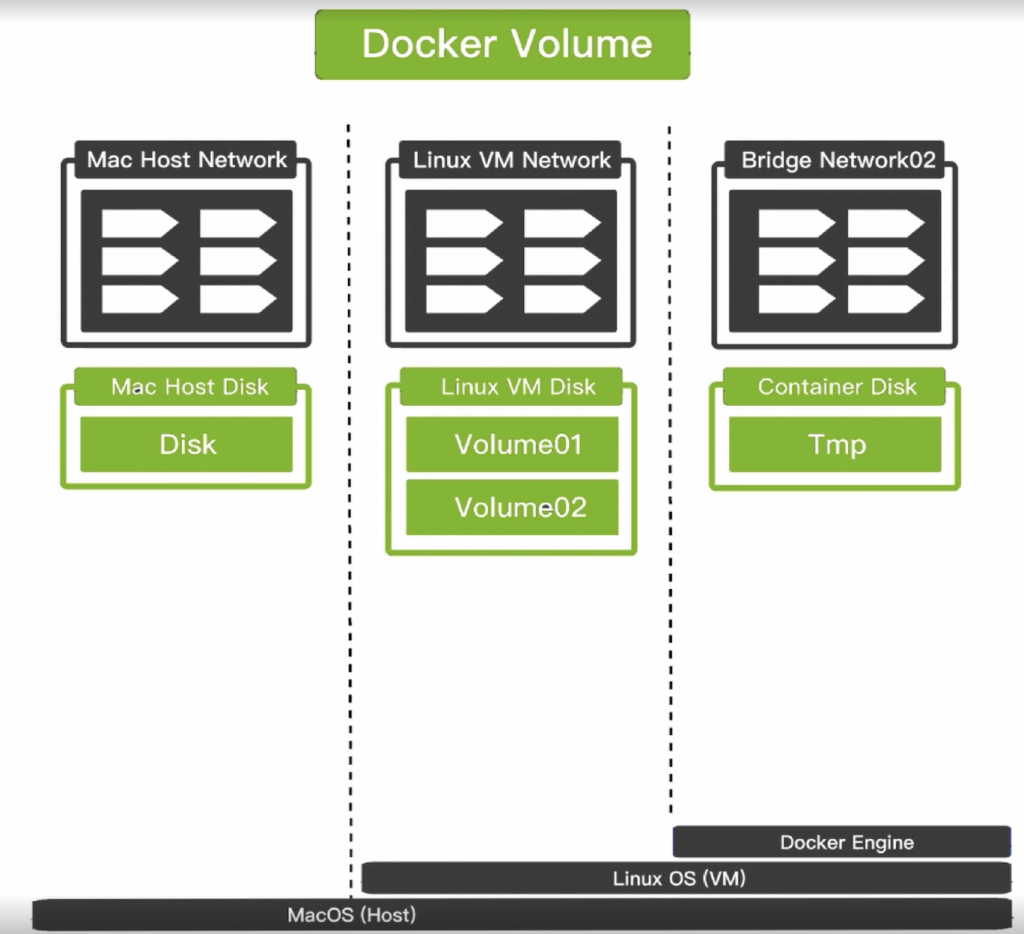 Docker Volume
Mac Host Network
Linux VM Network
Bridge Network02
Mac Host Disk
Disk
Linux VM Disk
Volume01
Volume02
Container Disk
Tmp
Docker Engine
Linux OS (VM)
MacOS (Host)